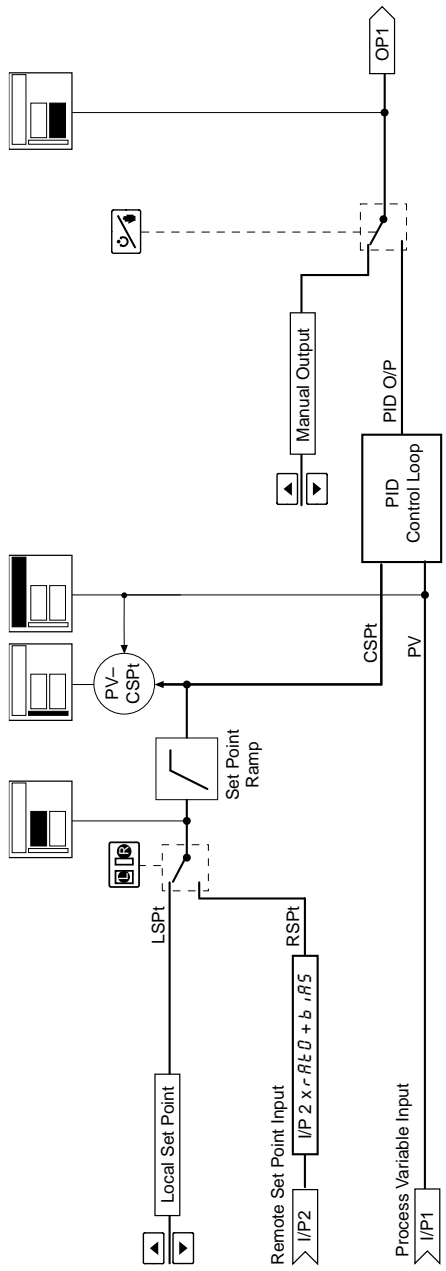 Local Set Point
LSPt
L R
Set Point
Ramp
PV–
CSPt
Remote Set Point Input
I/P2
I/P 2 x rAtO + b iAS
RSPt
Process Variable Input
I/P1
CSPt
PV
PID
Control Loop
PID O/P
Manual Output
OP1